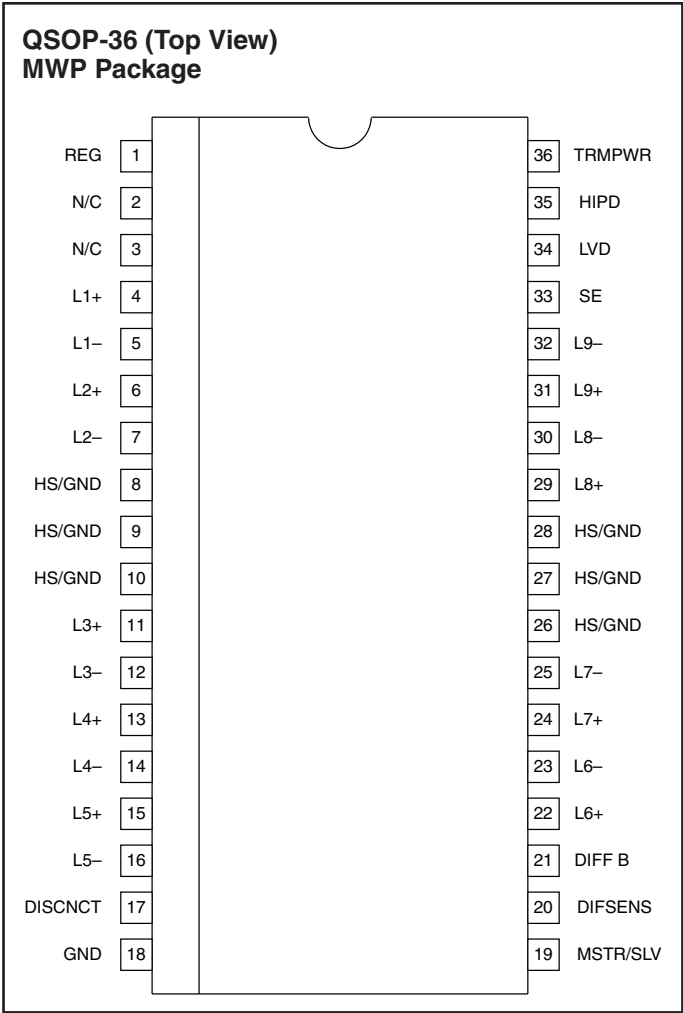 QSOP-36 (Top View)
MWP Package
REG 1
N/C 2
N/C 3
L1+ 4
L1– 5
L2+ 6
L2– 7
HS/GND 8
HS/GND 9
HS/GND 10
L3+ 11
L3– 12
L4+ 13
L4– 14
L5+ 15
L5– 16
DISCNCT 17
GND 18
36 TRMPWR
35 HIPD
34 LVD
33 SE
32 L9–
31 L9+
30 L8–
29 L8+
28 HS/GND
27 HS/GND
26 HS/GND
25 L7–
24 L7+
23 L6–
22 L6+
21 DIFF B
20 DIFSENS
19 MSTR/SLV